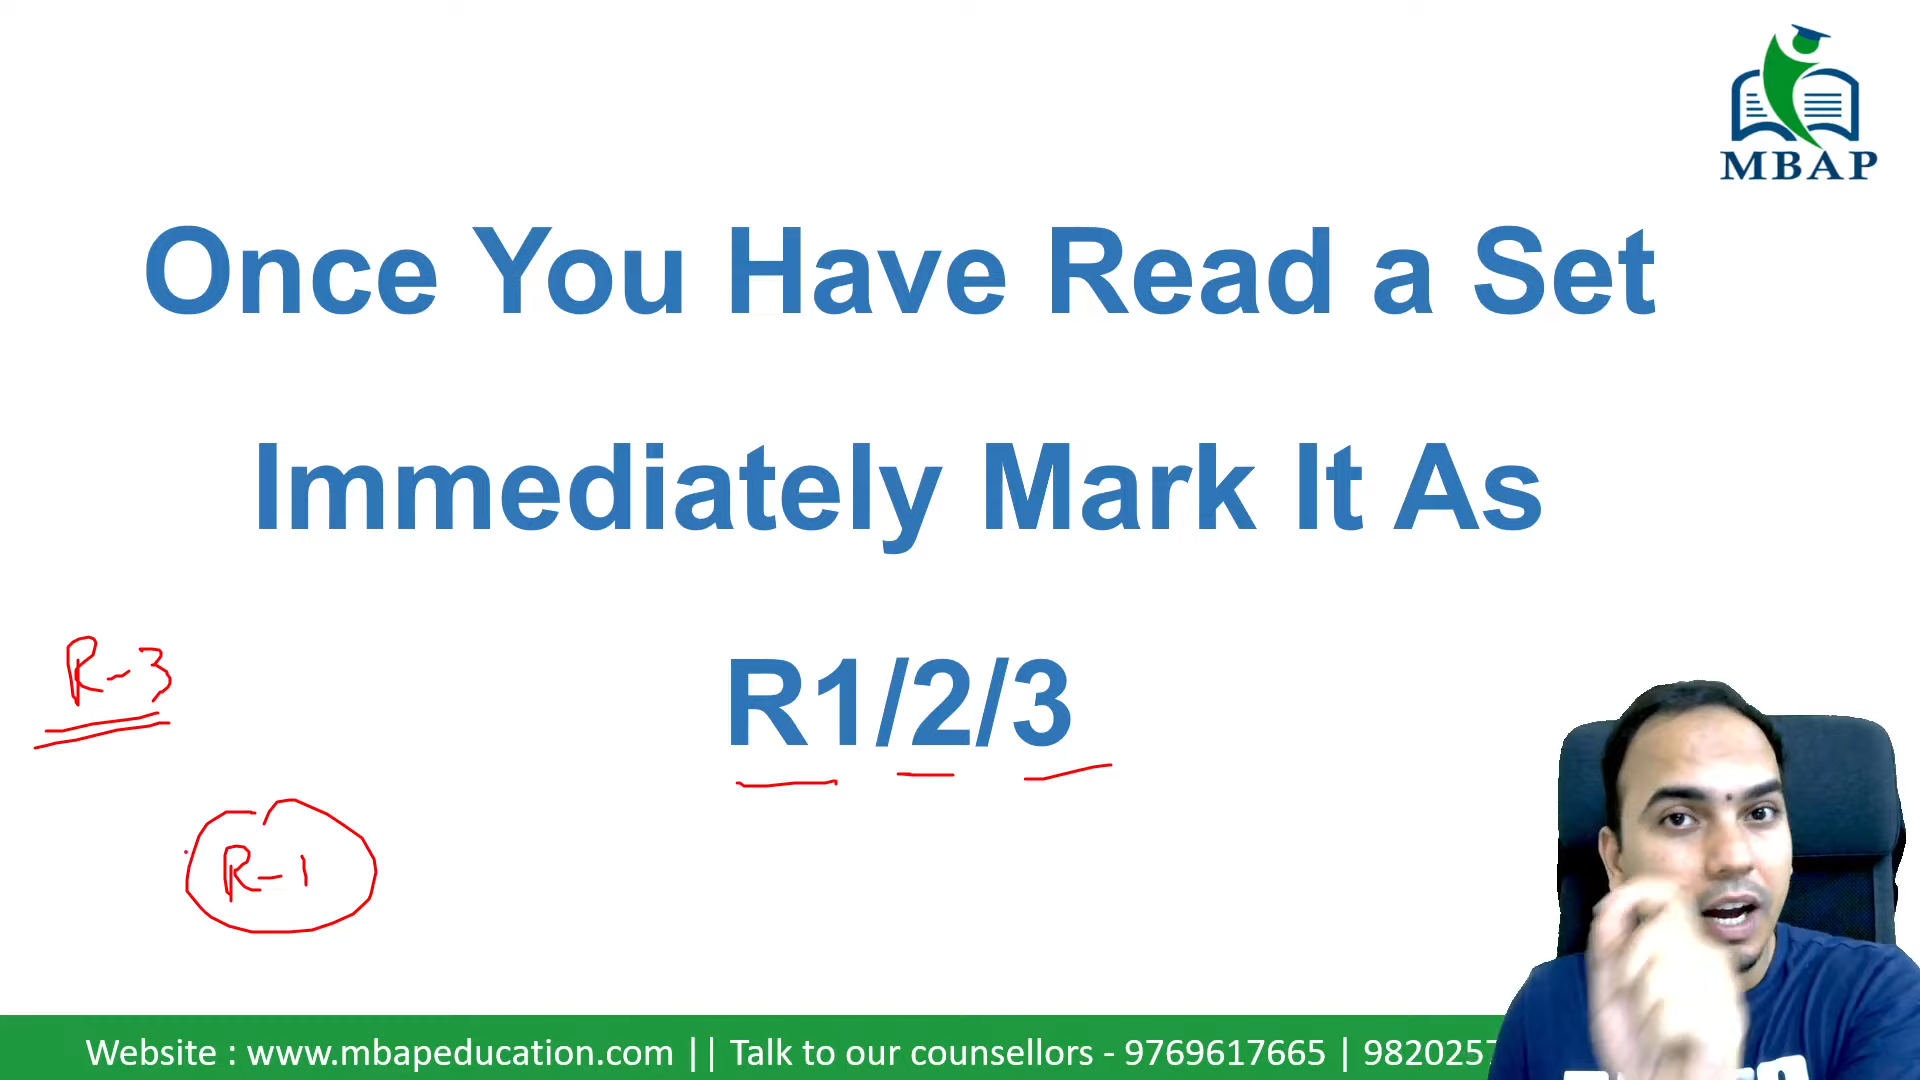 MBAP
Once You Have Read a Set
Immediately Mark It As
R1/2/3
R-3
R-1
Website : www.mbapeducation.com || Talk to our counsellors - 9769617665 | 982025